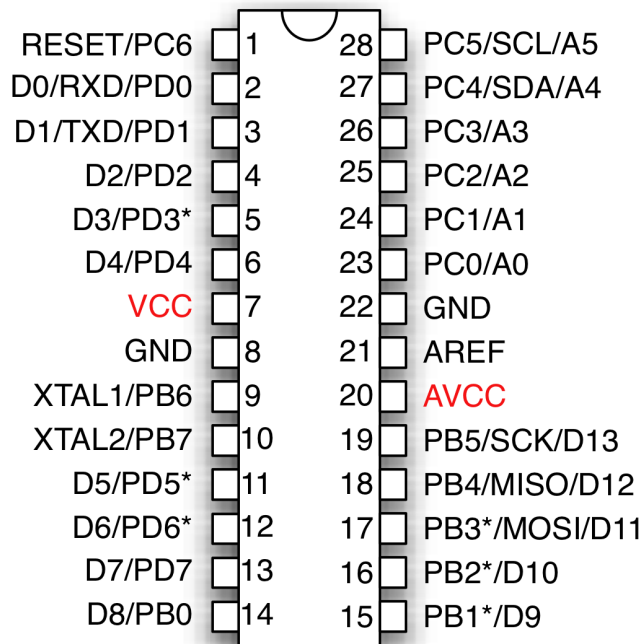 RESET/PC6 1 28 PC5/SCL/A5
D0/RXD/PD0 2 27 PC4/SDA/A4
D1/TXD/PD1 3 26 PC3/A3
D2/PD2 4 25 PC2/A2
D3/PD3* 5 24 PC1/A1
D4/PD4 6 23 PC0/A0
VCC 7 22 GND
GND 8 21 AREF
XTAL1/PB6 9 20 AVCC
XTAL2/PB7 10 19 PB5/SCK/D13
D5/PD5* 11 18 PB4/MISO/D12
D6/PD6* 12 17 PB3*/MOSI/D11
D7/PD7 13 16 PB2*/D10
D8/PB0 14 15 PB1*/D9